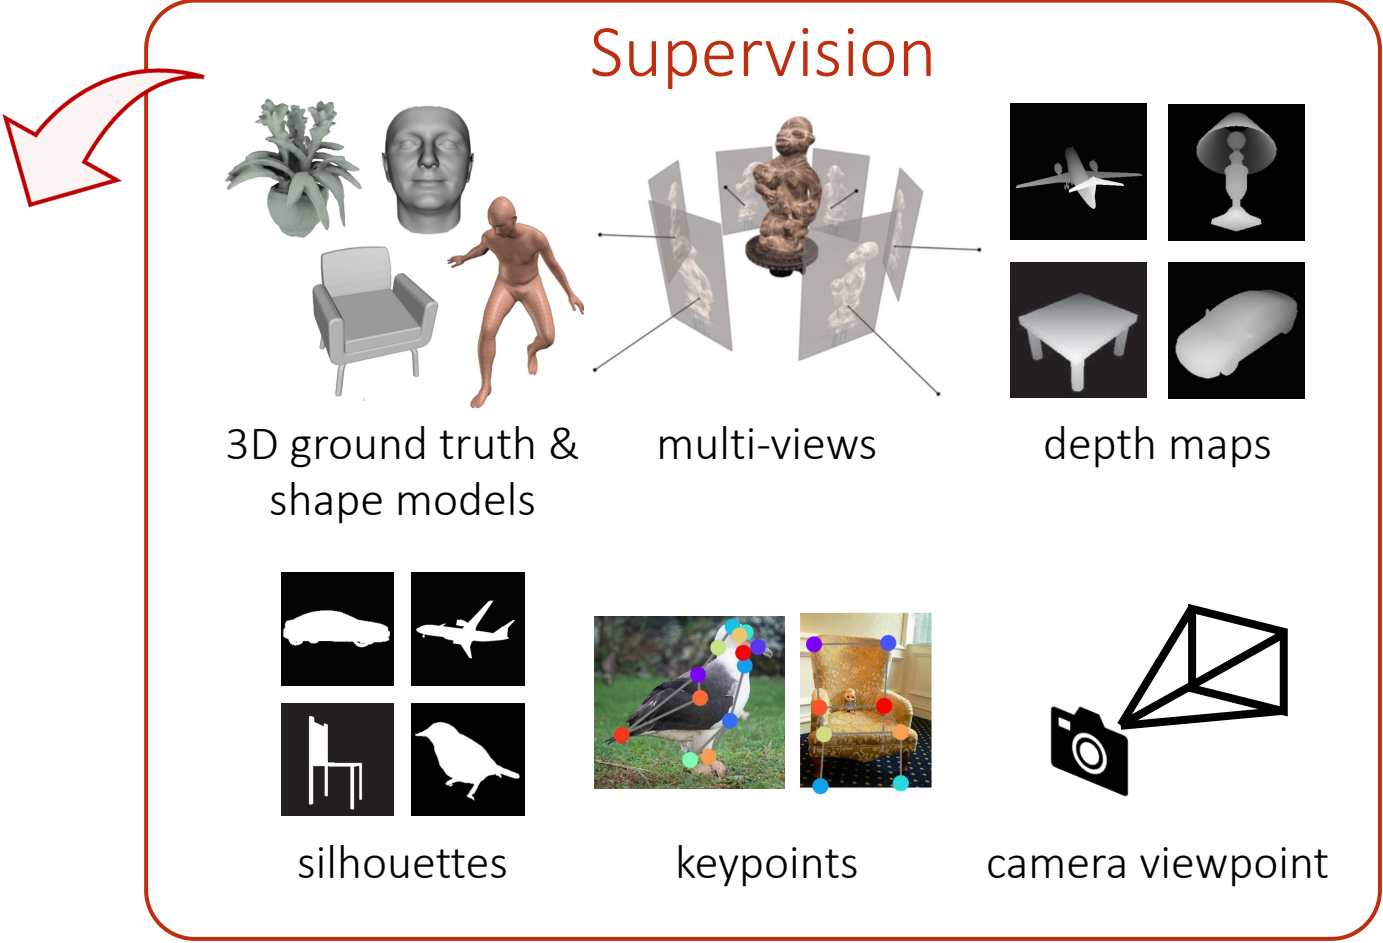 Supervision
3D ground truth &
shape models
multi-views
depth maps
silhouettes
keypoints
camera viewpoint